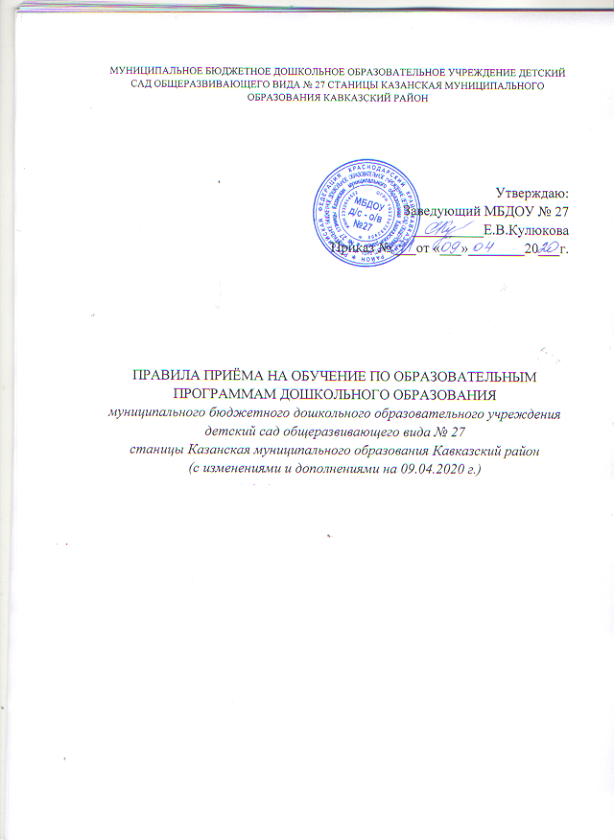 МУНИЦИПАЛЬНОЕ БЮДЖЕТНОЕ ДОШКОЛЬНОЕ ОБРАЗОВАТЕЛЬНОЕ УЧРЕЖДЕНИЕ ДЕТСКИЙ
САД ОБЩЕРАЗВИВАЮЩЕГО ВИДА № 27 СТАНИЦЫ КАЗАНСКАЯ МУНИЦИПАЛЬНОГО
ОБРАЗОВАНИЯ КАВКАЗСКИЙ РАЙОН
Утверждаю:
Заведующий МБДОУ № 27
Е.В.Кулюкова
Приказ № от «09» 04 2020 г.
МБДОУ
д/с - о/в
№27
ПРАВИЛА ПРИЁМА НА ОБУЧЕНИЕ ПО ОБРАЗОВАТЕЛЬНЫМ
ПРОГРАММАМ ДОШКОЛЬНОГО ОБРАЗОВАНИЯ
муниципального бюджетного дошкольного образовательного учреждения
детский сад общеразвивающего вида № 27
станицы Казанская муниципального образования Кавказский район
(с изменениями и дополнениями на 09.04.2020 г.)